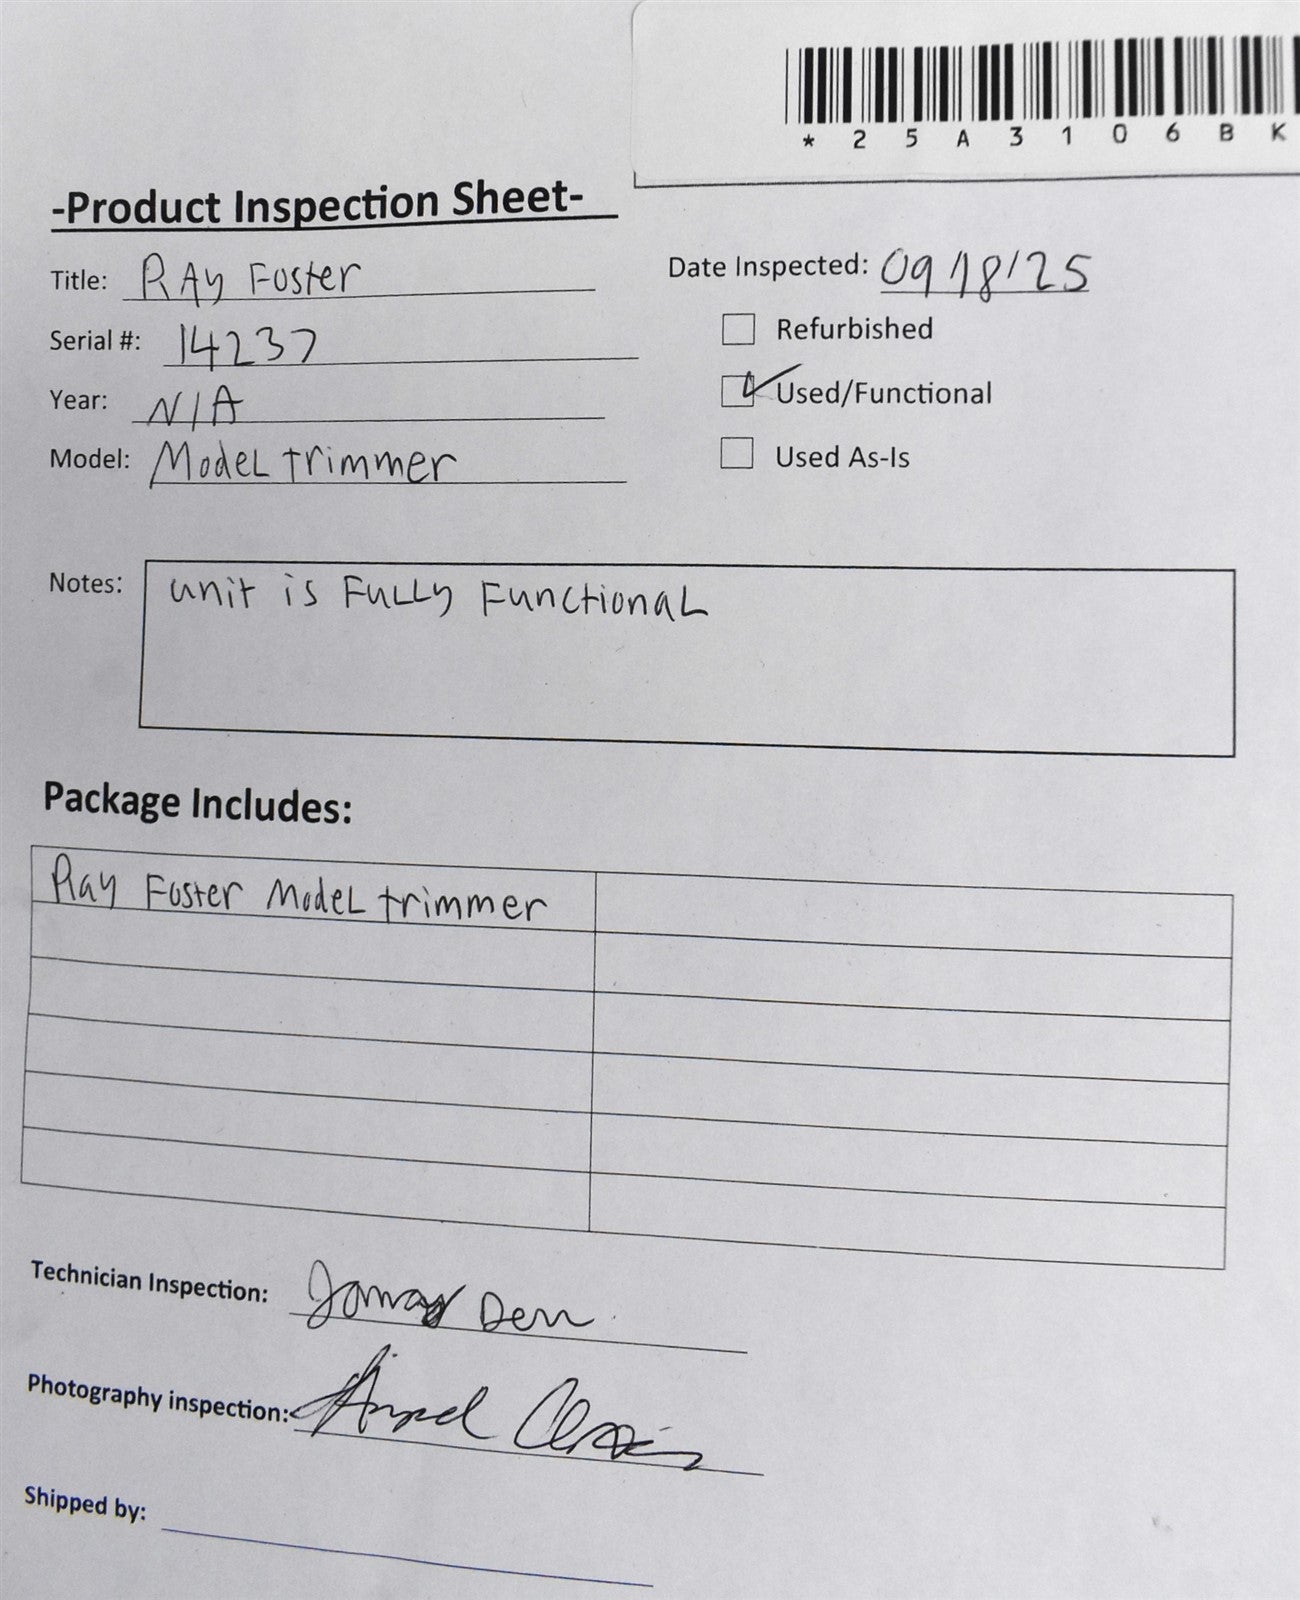 *25A3106BK
-Product Inspection Sheet-
Title: RAy Foster
Date Inspected: 09/18/25
Serial #: 14237
Refurbished
Year: N/A
Used/Functional
Model: Model trimmer
Used As-Is
Notes: unit is Fully Functional
Package Includes:
Ray Foster Model trimmer
Technician Inspection:
Photography inspection:
Shipped by: